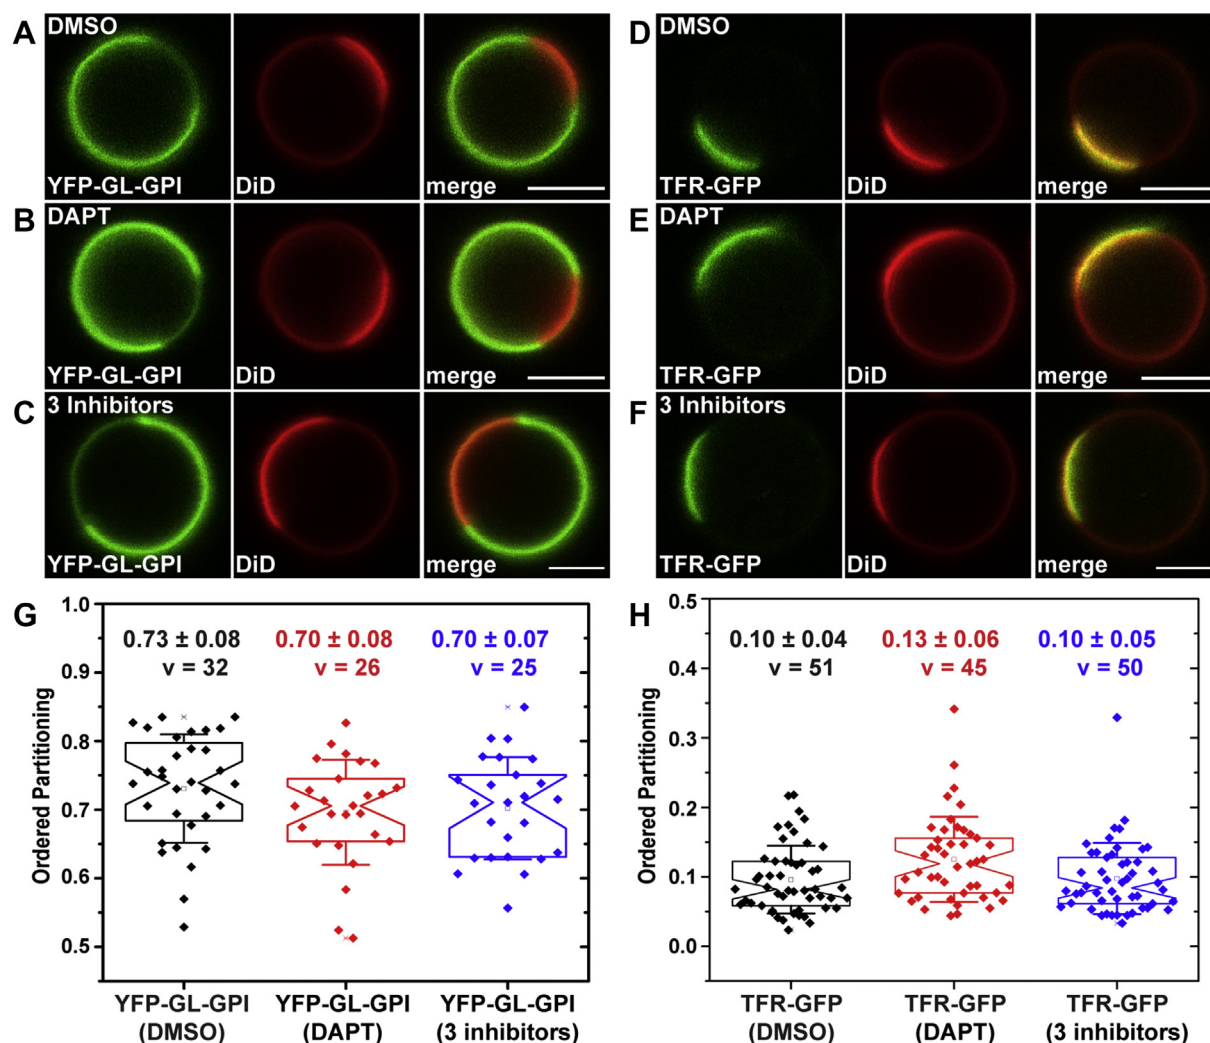 A
DMSO
YFP-GL-GPI
DiD
merge
D
DMSO
TFR-GFP
DiD
merge
B
DAPT
YFP-GL-GPI
DiD
merge
E
DAPT
TFR-GFP
DiD
merge
C
3 Inhibitors
YFP-GL-GPI
DiD
merge
F
3 Inhibitors
TFR-GFP
DiD
merge
G
Ordered Partitioning
1.0
0.9
0.8
0.7
0.6
0.5
0.73 ± 0.08
v = 32
0.70 ± 0.08
v = 26
0.70 ± 0.07
v = 25
YFP-GL-GPI
(DMSO)
YFP-GL-GPI
(DAPT)
YFP-GL-GPI
(3 inhibitors)
H
Ordered Partitioning
0.5
0.4
0.3
0.2
0.1
0.0
0.10 ± 0.04
v = 51
0.13 ± 0.06
v = 45
0.10 ± 0.05
v = 50
TFR-GFP
(DMSO)
TFR-GFP
(DAPT)
TFR-GFP
(3 inhibitors)